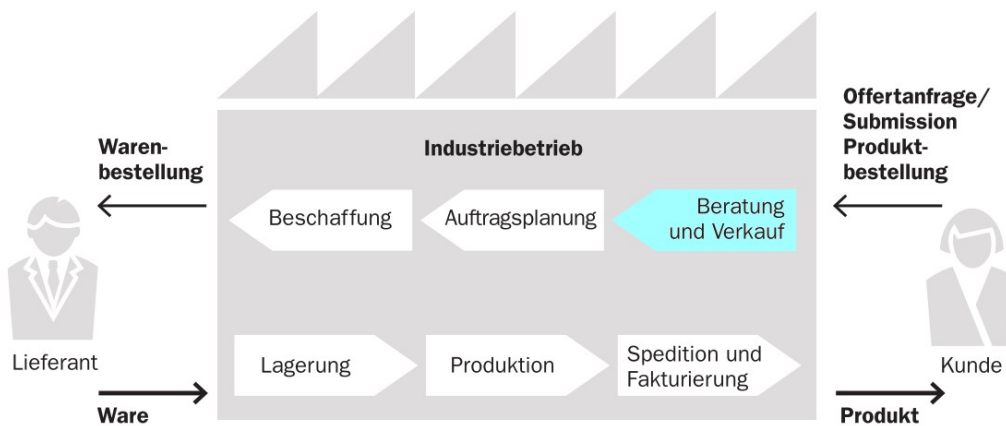 Offertanfrage/
Submission
Produkt-
bestellung
Waren-
bestellung
Industriebetrieb
Beschaffung
Auftragsplanung
Beratung
und Verkauf
Lieferant
Lagerung
Produktion
Spedition und
Fakturierung
Kunde
Ware
Produkt